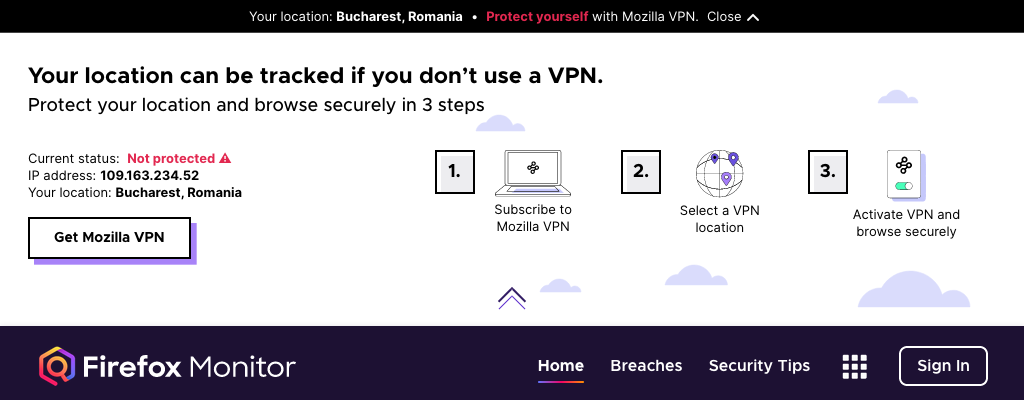 Your location: Bucharest, Romania • Protect yourself with Mozilla VPN. Close
Your location can be tracked if you don’t use a VPN.
Protect your location and browse securely in 3 steps
Current status: Not protected
IP address: 109.163.234.52
Your location: Bucharest, Romania
Get Mozilla VPN
1.
Subscribe to
Mozilla VPN
2.
Select a VPN
location
3.
Activate VPN and
browse securely
Firefox Monitor
Home
Breaches
Security Tips
Sign In